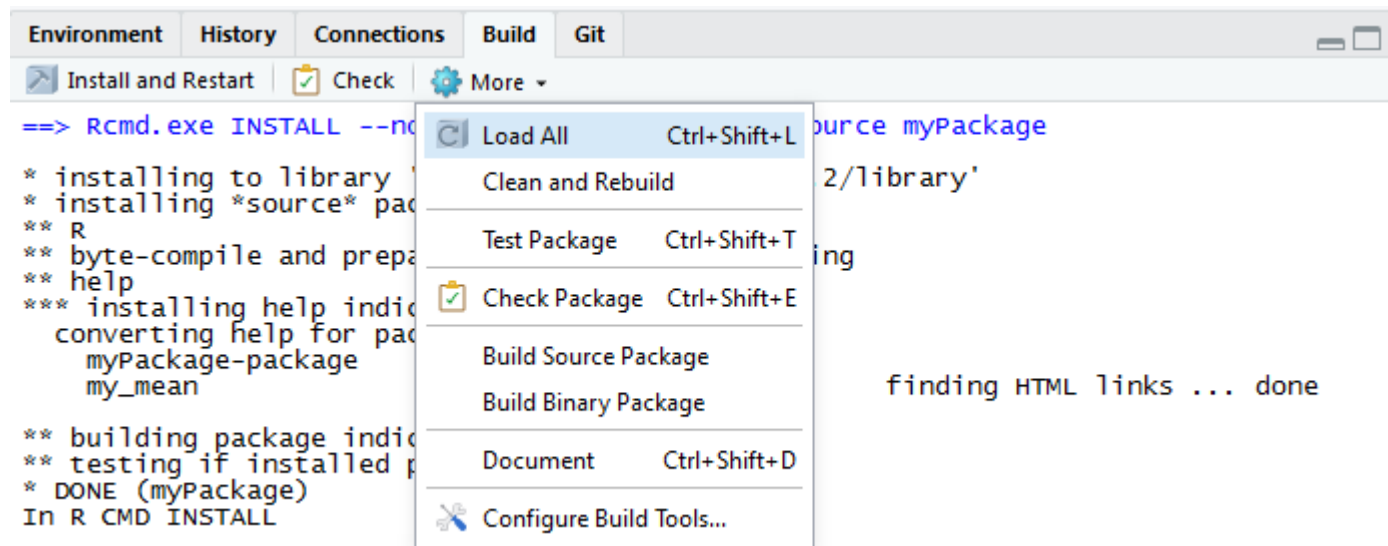 Environment History Connections Build Git
Install and Restart Check More
==> Rcmd.exe INSTALL --no ource myPackage
Load All Ctrl+Shift+L
* installing to library ' 2/library'
Clean and Rebuild
* installing *source* pac
** R
Test Package Ctrl+Shift+T
** byte-compile and prepa ing
** help
*** installing help indic
Check Package Ctrl+Shift+E
converting help for pac
myPackage-package
Build Source Package
my_mean finding HTML links ... done
Build Binary Package
** building package indic
** testing if installed p
Document Ctrl+Shift+D
* DONE (myPackage)
In R CMD INSTALL
Configure Build Tools...